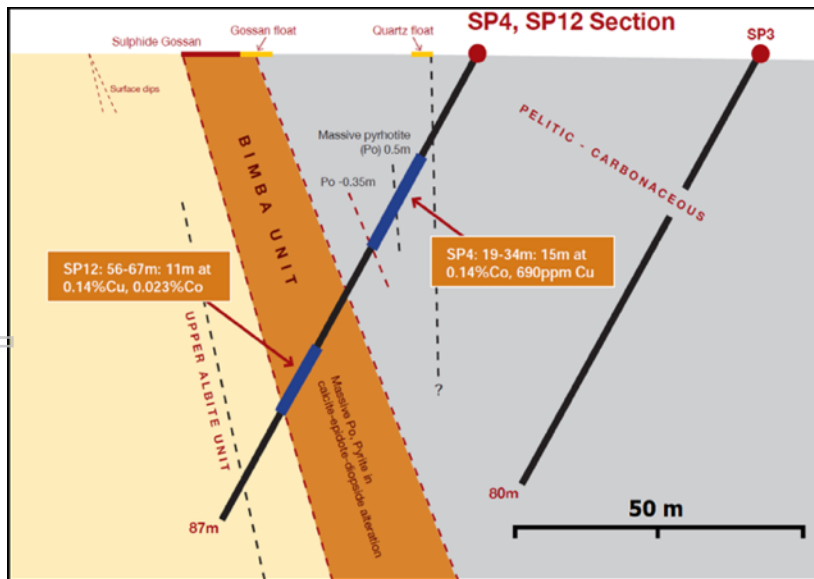 SP4, SP12 Section
SP3
Sulphide Gossan
Gossan float
Quartz float
Surface dips
BIMBA UNIT
Massive pyrrhotite
(Po) 0.5m
Po -0.35m
PELITIC - CARBONACEOUS
SP12: 56-67m: 11m at
0.14%Cu, 0.023%Co
SP4: 19-34m: 15m at
0.14%Co, 690ppm Cu
UPPER ALBITE UNIT
Massive Po, Pyrite in
calcite-epidote-diopside alteration
?
87m
80m
50 m